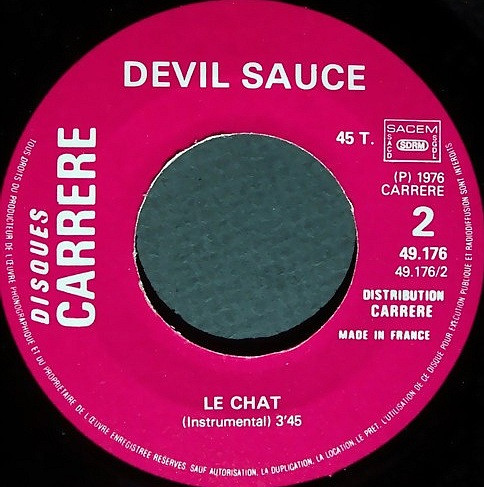 DEVIL SAUCE
DISQUES
CARRERE
45 T.
SACEM
SACD
SDRM
SGDL
(P) 1976
CARRERE
2
49.176
49.176/2
DISTRIBUTION
CARRERE
MADE IN FRANCE
LE CHAT
(Instrumental) 3'45
TOUS DROITS DU PRODUCTEUR DE L'ŒUVRE PHONOGRAPHIQUE ET DU PROPRIETAIRE DE L'ŒUVRE ENREGISTREE RESERVES. SAUF AUTORISATION, LA DUPLICATION, LA LOCATION, LE PRET, L'UTILISATION DE CE DISQUE POUR EXECUTION PUBLIQUE ET RADIODIFFUSION SONT INTERDITS